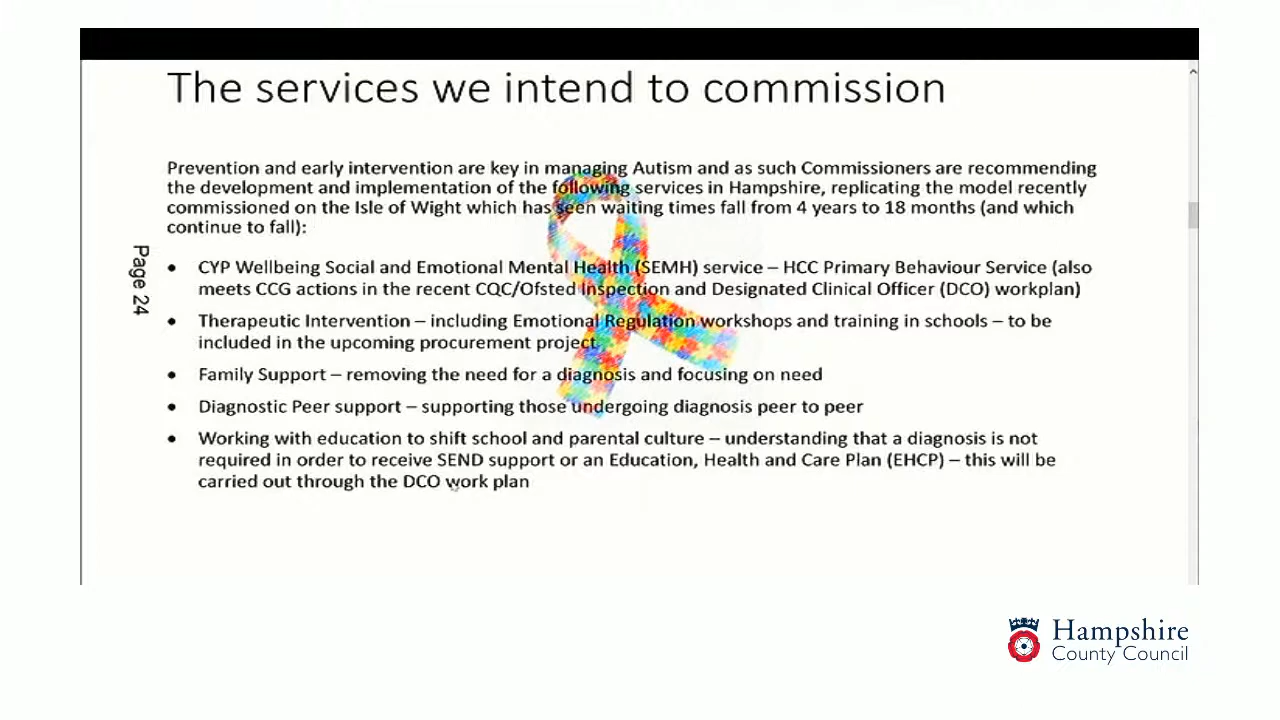 The services we intend to commission
Prevention and early intervention are key in managing Autism and as such Commissioners are recommending
the development and implementation of the following services in Hampshire, replicating the model recently
commissioned on the Isle of Wight which has seen waiting times fall from 4 years to 18 months (and which
continue to fall):
• CYP Wellbeing Social and Emotional Mental Health (SEMH) service – HCC Primary Behaviour Service (also
meets CCG actions in the recent CQC/Ofsted Inspection and Designated Clinical Officer (DCO) workplan)
• Therapeutic Intervention – including Emotional Regulation workshops and training in schools – to be
included in the upcoming procurement project
• Family Support – removing the need for a diagnosis and focusing on need
• Diagnostic Peer support – supporting those undergoing diagnosis peer to peer
• Working with education to shift school and parental culture – understanding that a diagnosis is not
required in order to receive SEND support or an Education, Health and Care Plan (EHCP) – this will be
carried out through the DCO work plan
Page 24
Hampshire
County Council